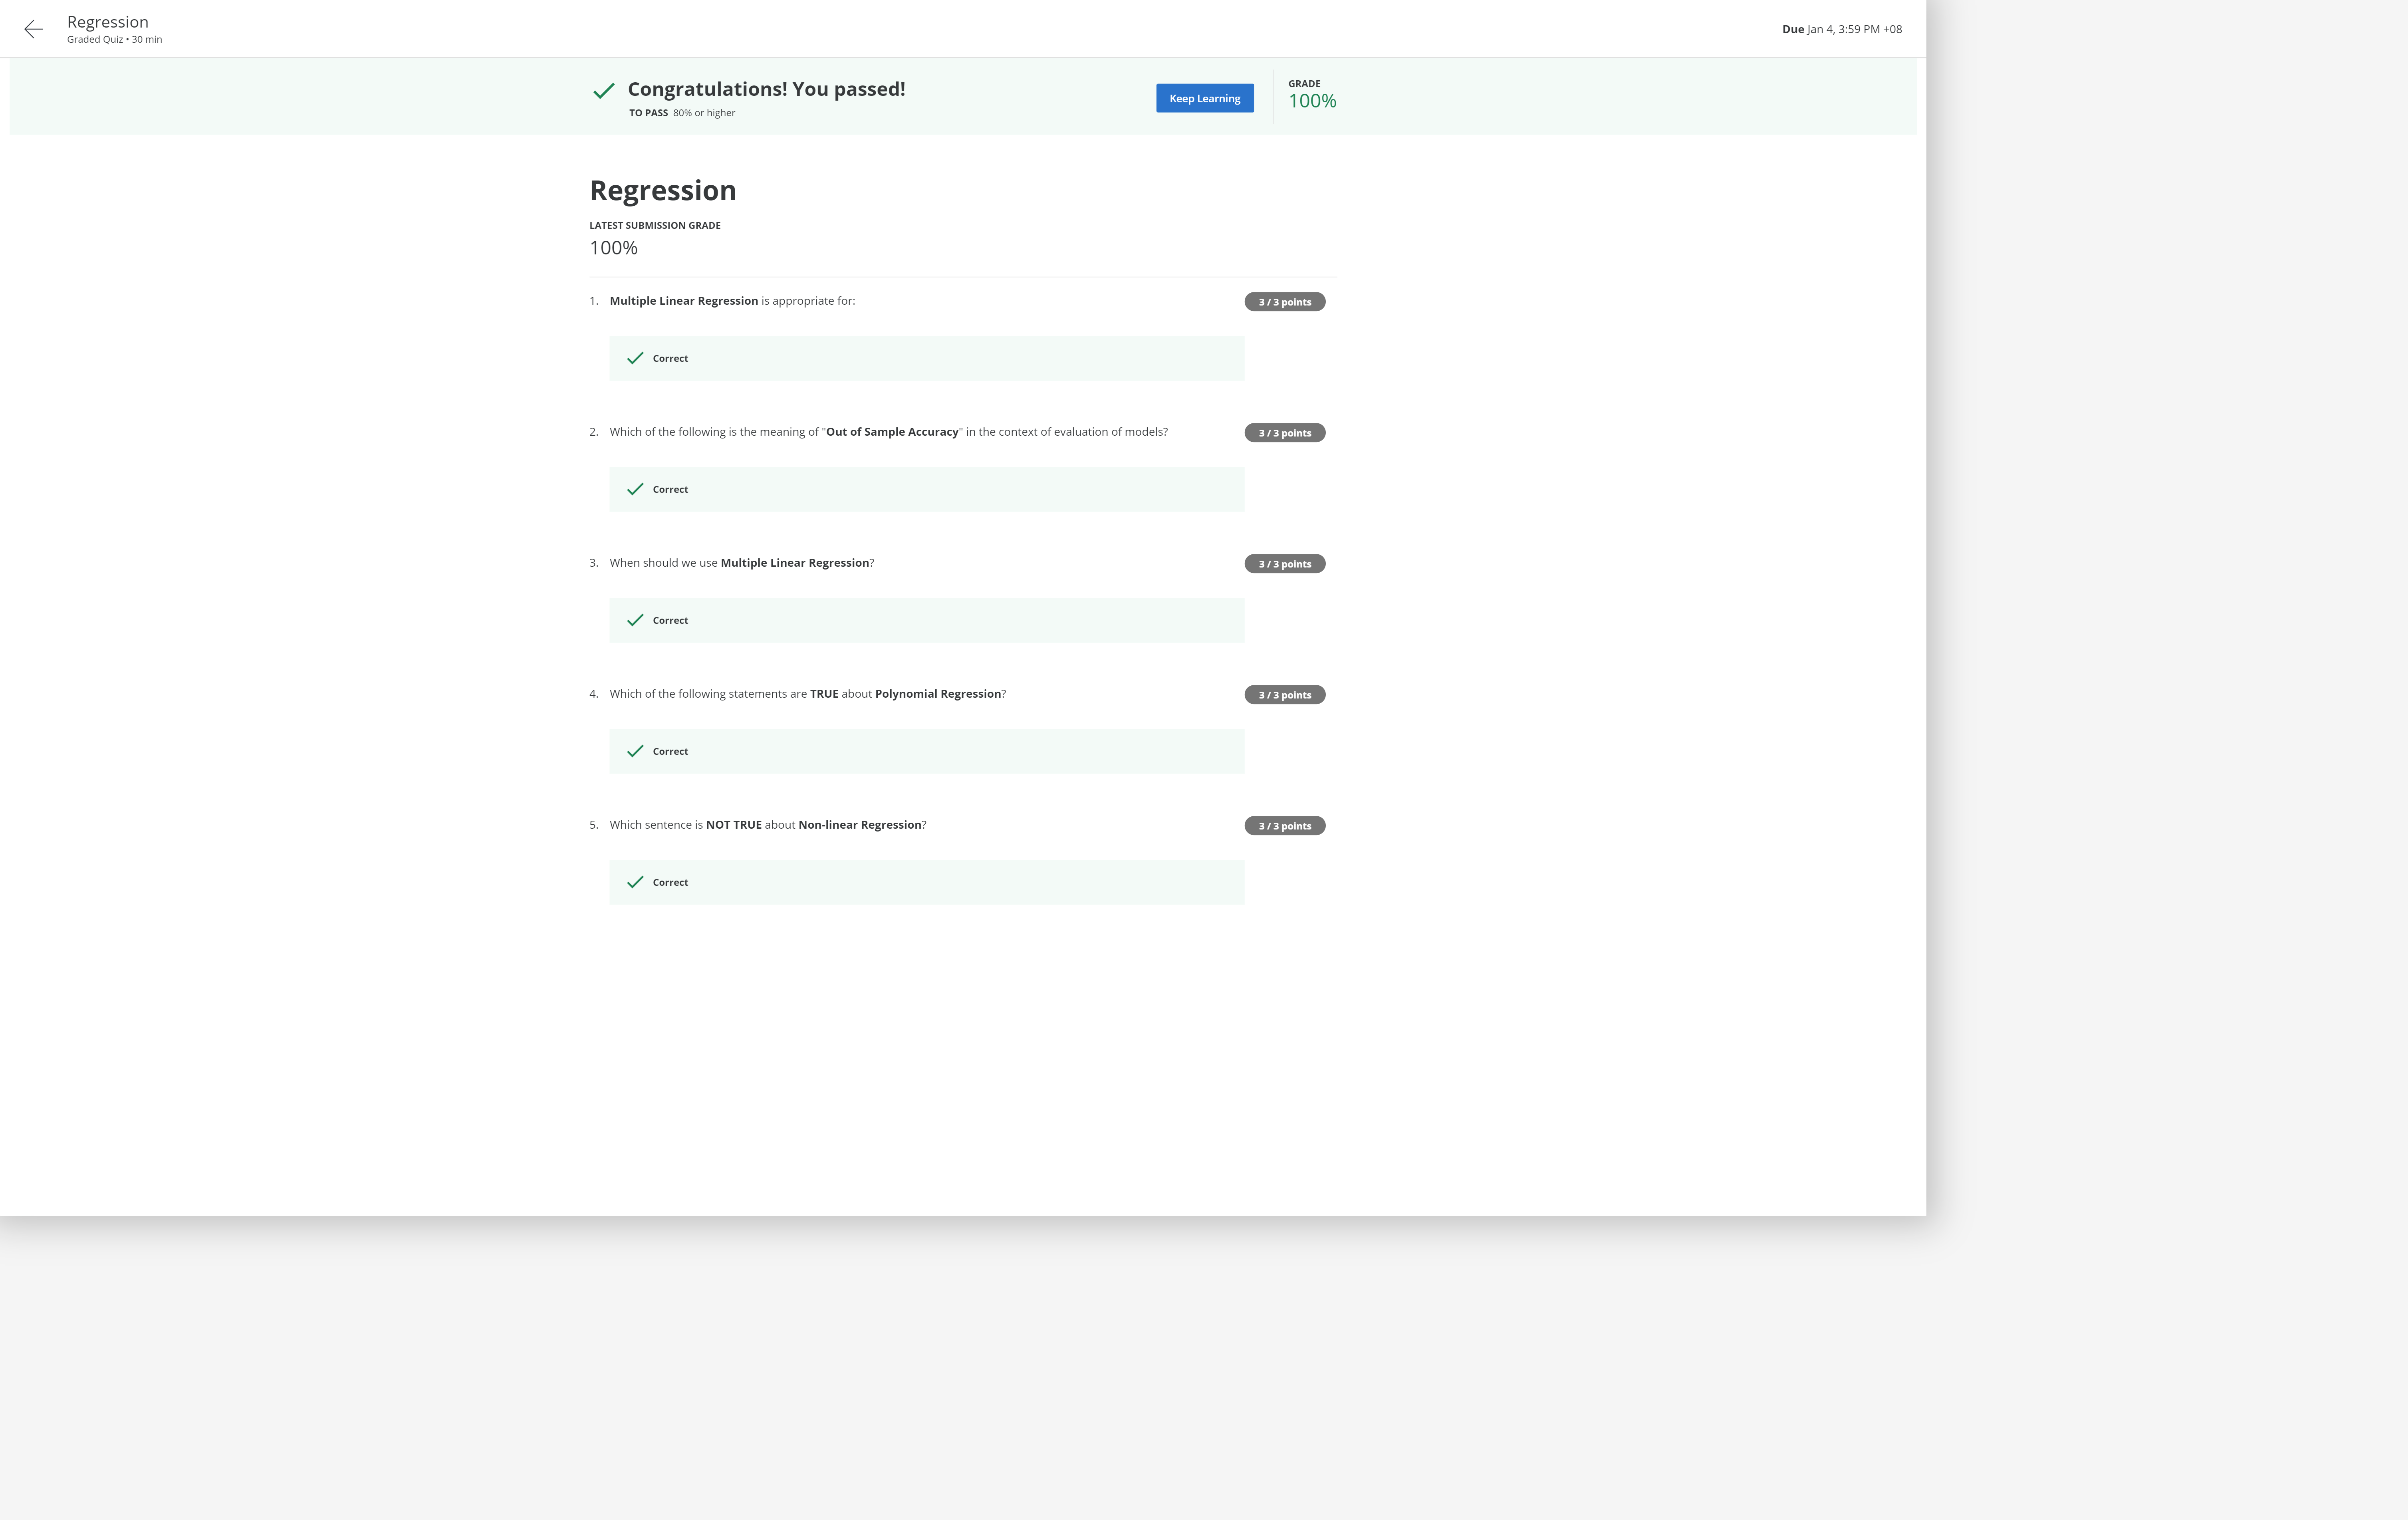 Regression
Graded Quiz • 30 min
Due Jan 4, 3:59 PM +08
Congratulations! You passed!
TO PASS 80% or higher
Keep Learning
GRADE
100%
Regression
LATEST SUBMISSION GRADE
100%
1. Multiple Linear Regression is appropriate for:
3 / 3 points
Correct
2. Which of the following is the meaning of "Out of Sample Accuracy" in the context of evaluation of models?
3 / 3 points
Correct
3. When should we use Multiple Linear Regression?
3 / 3 points
Correct
4. Which of the following statements are TRUE about Polynomial Regression?
3 / 3 points
Correct
5. Which sentence is NOT TRUE about Non-linear Regression?
3 / 3 points
Correct